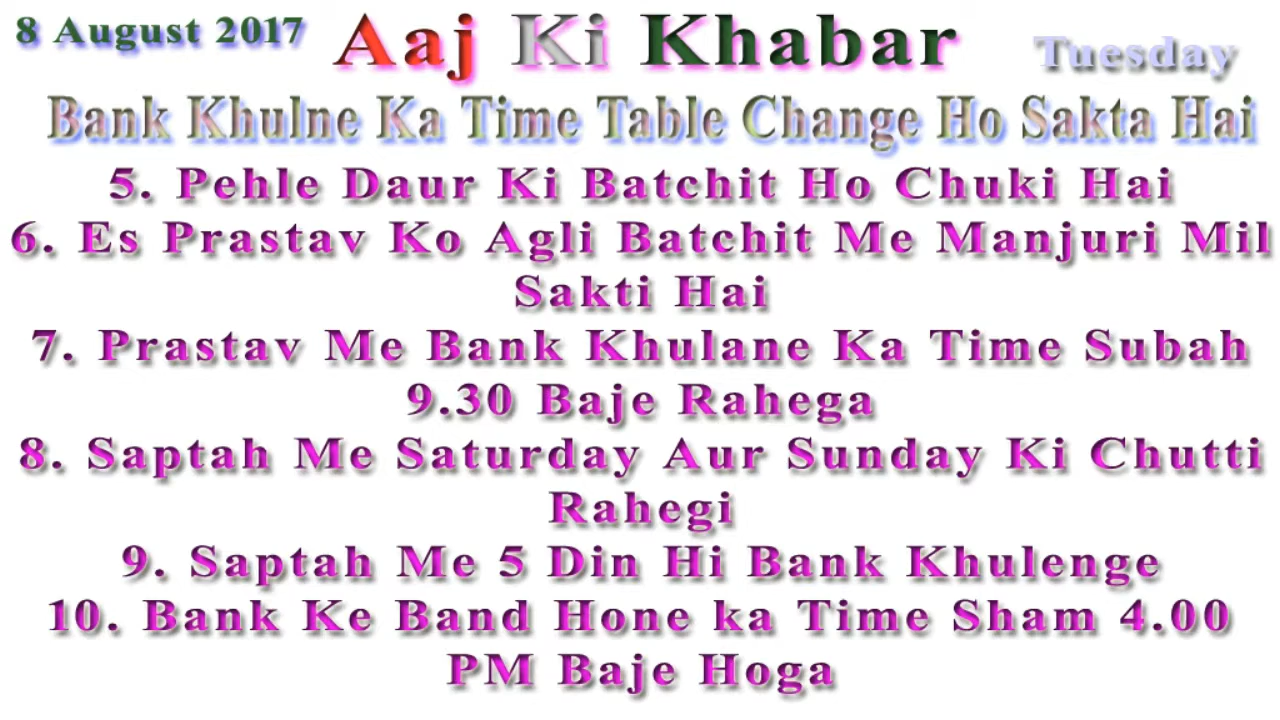 8 August 2017 Aaj Ki Khabar Tuesday
Bank Khulne Ka Time Table Change Ho Sakta Hai
5. Pehle Daur Ki Batchit Ho Chuki Hai
6. Es Prastav Ko Agli Batchit Me Manjuri Mil
Sakti Hai
7. Prastav Me Bank Khulane Ka Time Subah
9.30 Baje Rahega
8. Saptah Me Saturday Aur Sunday Ki Chutti
Rahegi
9. Saptah Me 5 Din Hi Bank Khulenge
10. Bank Ke Band Hone ka Time Sham 4.00
PM Baje Hoga